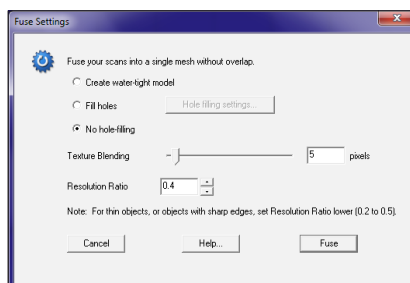 Fuse Settings
Fuse your scans into a single mesh without overlap.
Create water-tight model
Fill holes
Hole filling settings...
No hole-filling
Texture Blending
5
pixels
Resolution Ratio
0.4
Note: For thin objects, or objects with sharp edges, set Resolution Ratio lower (0.2 to 0.5).
Cancel
Help...
Fuse